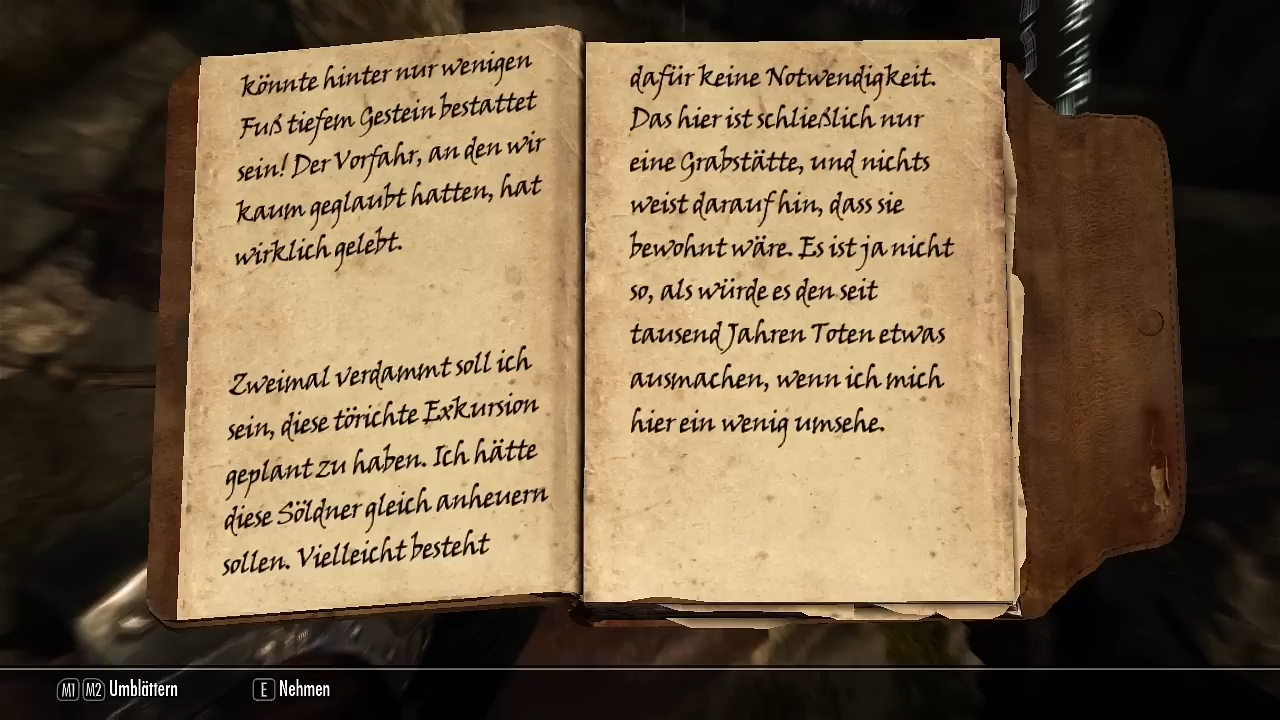 könnte hinter nur wenigen
Fuß tiefem Gestein bestattet
sein! Der Vorfahr, an den wir
kaum geglaubt hatten, hat
wirklich gelebt.
Zweimal verdammt soll ich
sein, diese törichte Exkursion
geplant zu haben. Ich hätte
diese Söldner gleich anheuern
sollen. Vielleicht besteht
dafür keine Notwendigkeit.
Das hier ist schließlich nur
eine Grabstätte, und nichts
weist darauf hin, dass sie
bewohnt wäre. Es ist ja nicht
so, als würde es den seit
tausend Jahren Toten etwas
ausmachen, wenn ich mich
hier ein wenig umsehe.
M1 M2 Umblättern
E Nehmen